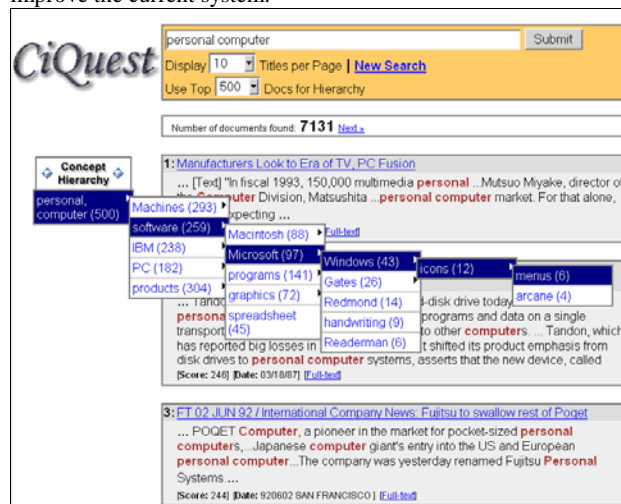 improve the current system.
CiQuest
personal computer
Submit
Display 10 Titles per Page | New Search
Use Top 500 Docs for Hierarchy
Number of documents found: 7131 Next »
Concept
Hierarchy
personal,
computer (500)
Machines (293)
software (259)
IBM (238)
PC (182)
products (304)
Macintosh (88)
Microsoft (97)
programs (141)
graphics (72)
spreadsheet
(45)
Windows (43)
Gates (26)
Redmond (14)
handwriting (9)
Readerman (6)
icons (12)
menus (6)
arcane (4)
1: Manufacturers Look to Era of TV, PC Fusion
... [Text] "In fiscal 1993, 150,000 multimedia personal ...Mutsuo Miyake, director of
the Computer Division, Matsushita ...personal computer market. For that alone,
expecting ...
[Full-text]
... Tando d-disk drive today
persona programs and data on a single
transport to other computers. ... Tandon, which
has reported big losses in t shifted its product emphasis from
disk drives to personal computer systems, asserts that the new device, called
[Score: 246] [Date: 03/18/87] [Full-text]
3: FT 02 JUN 92 / International Company News: Fujitsu to swallow rest of Poqet
... POQET Computer, a pioneer in the market for pocket-sized personal
computers,...Japanese computer giant's entry into the US and European
personal computer...The company was yesterday renamed Fujitsu Personal
Systems....
[Score: 244] [Date: 920602 SAN FRANCISCO ] [Full-text]